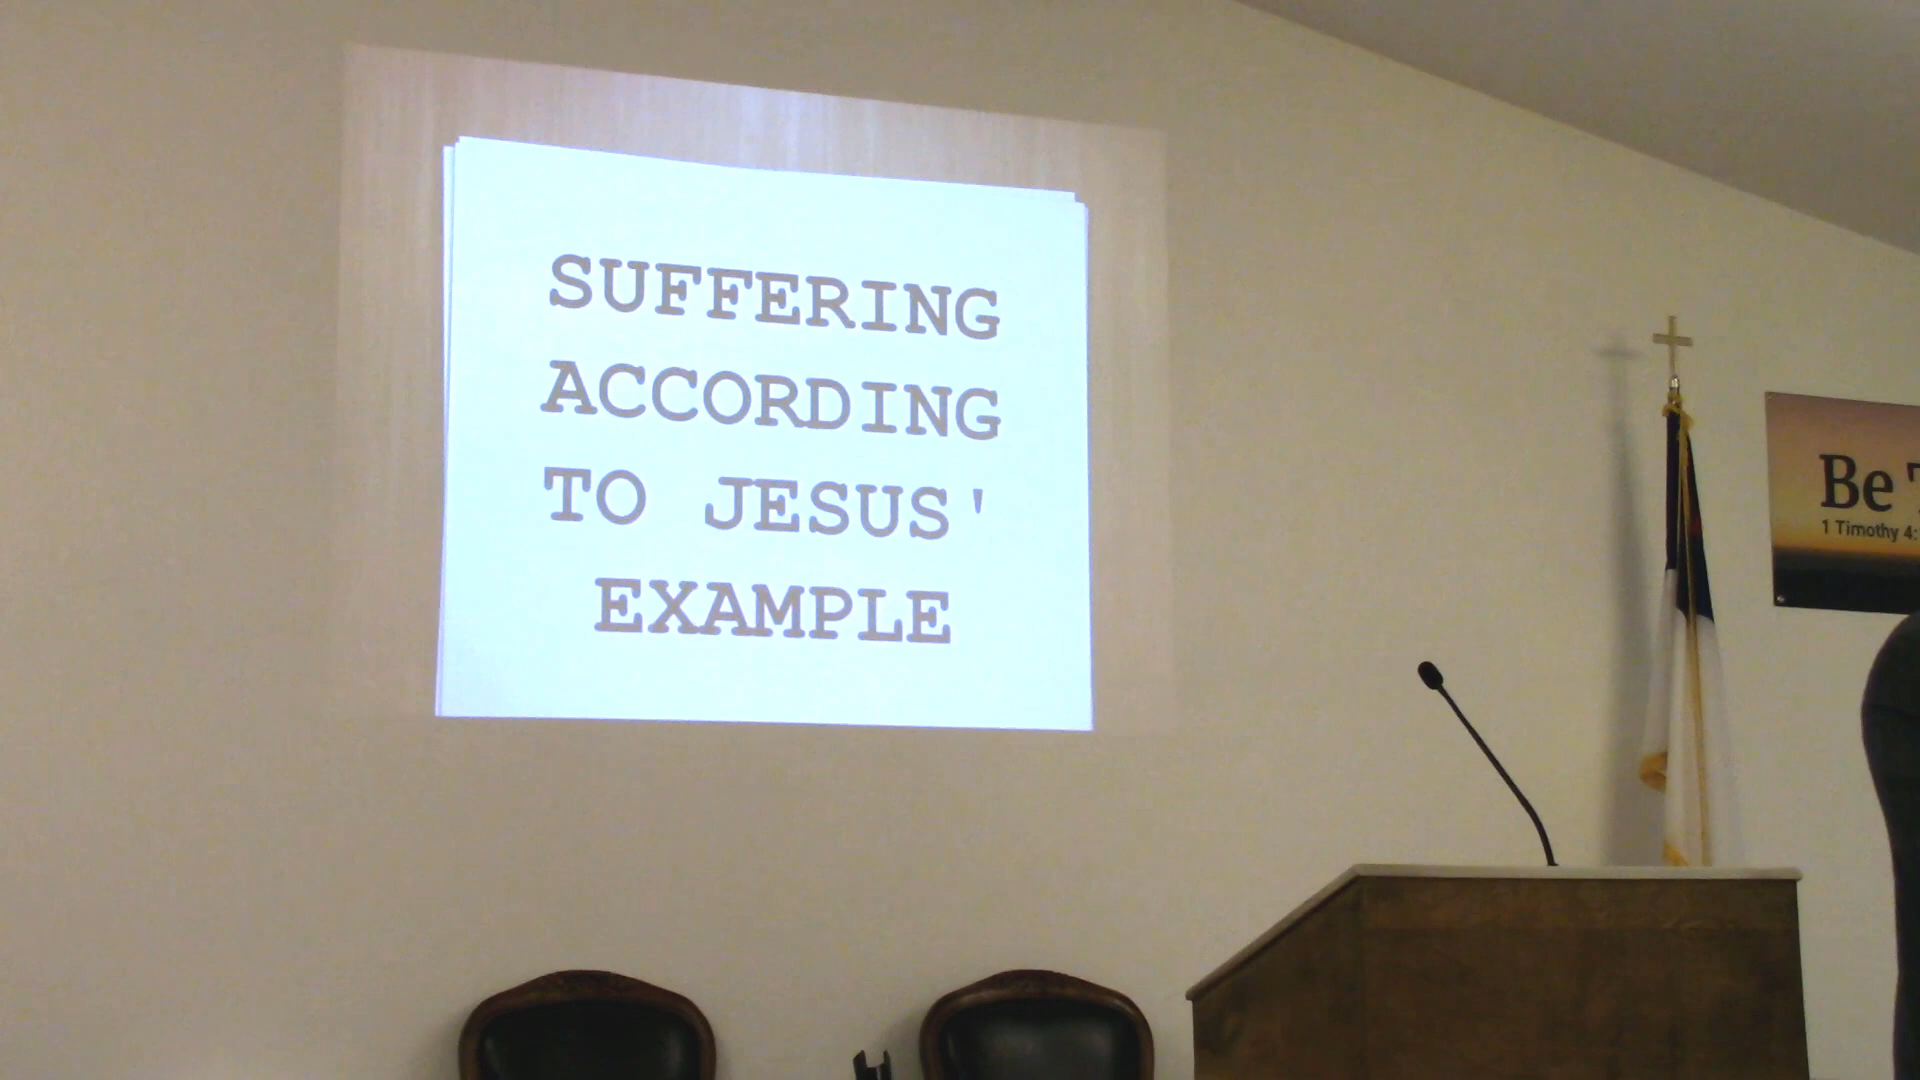 SUFFERING
ACCORDING
TO JESUS'
EXAMPLE
Be
1 Timothy 4: